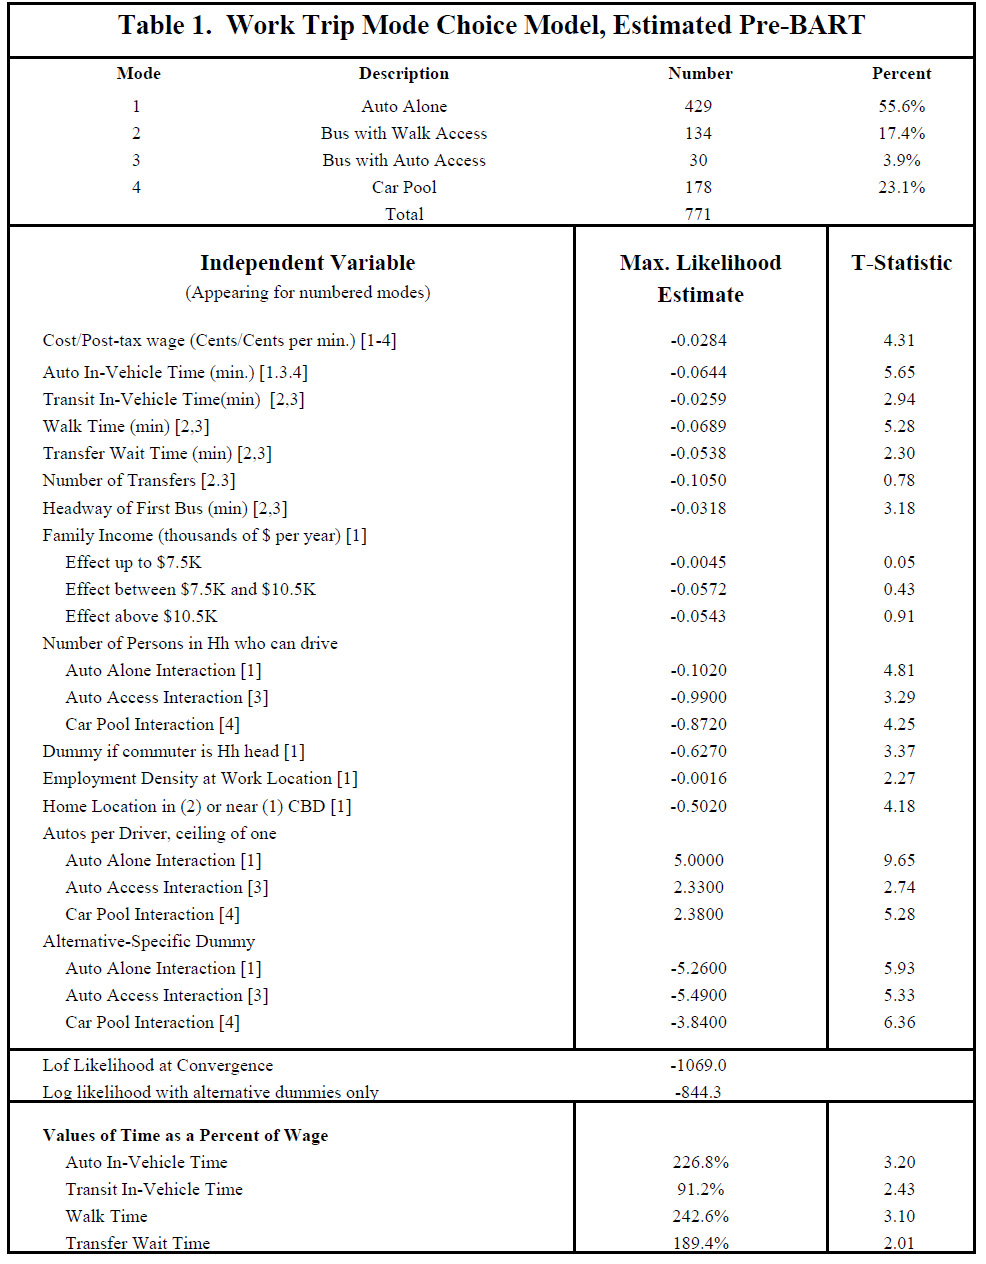 Table 1. Work Trip Mode Choice Model, Estimated Pre-BART
Mode Description Number Percent
1 Auto Alone 429 55.6%
2 Bus with Walk Access 134 17.4%
3 Bus with Auto Access 30 3.9%
4 Car Pool 178 23.1%
Total 771
Independent Variable Max. Likelihood T-Statistic
(Appearing for numbered modes) Estimate
Cost/Post-tax wage (Cents/Cents per min.) [1-4] -0.0284 4.31
Auto In-Vehicle Time (min.) [1.3.4] -0.0644 5.65
Transit In-Vehicle Time(min) [2,3] -0.0259 2.94
Walk Time (min) [2,3] -0.0689 5.28
Transfer Wait Time (min) [2,3] -0.0538 2.30
Number of Transfers [2.3] -0.1050 0.78
Headway of First Bus (min) [2,3] -0.0318 3.18
Family Income (thousands of $ per year) [1]
Effect up to $7.5K -0.0045 0.05
Effect between $7.5K and $10.5K -0.0572 0.43
Effect above $10.5K -0.0543 0.91
Number of Persons in Hh who can drive
Auto Alone Interaction [1] -0.1020 4.81
Auto Access Interaction [3] -0.9900 3.29
Car Pool Interaction [4] -0.8720 4.25
Dummy if commuter is Hh head [1] -0.6270 3.37
Employment Density at Work Location [1] -0.0016 2.27
Home Location in (2) or near (1) CBD [1] -0.5020 4.18
Autos per Driver, ceiling of one
Auto Alone Interaction [1] 5.0000 9.65
Auto Access Interaction [3] 2.3300 2.74
Car Pool Interaction [4] 2.3800 5.28
Alternative-Specific Dummy
Auto Alone Interaction [1] -5.2600 5.93
Auto Access Interaction [3] -5.4900 5.33
Car Pool Interaction [4] -3.8400 6.36
Lof Likelihood at Convergence -1069.0
Log likelihood with alternative dummies only -844.3
Values of Time as a Percent of Wage
Auto In-Vehicle Time 226.8% 3.20
Transit In-Vehicle Time 91.2% 2.43
Walk Time 242.6% 3.10
Transfer Wait Time 189.4% 2.01